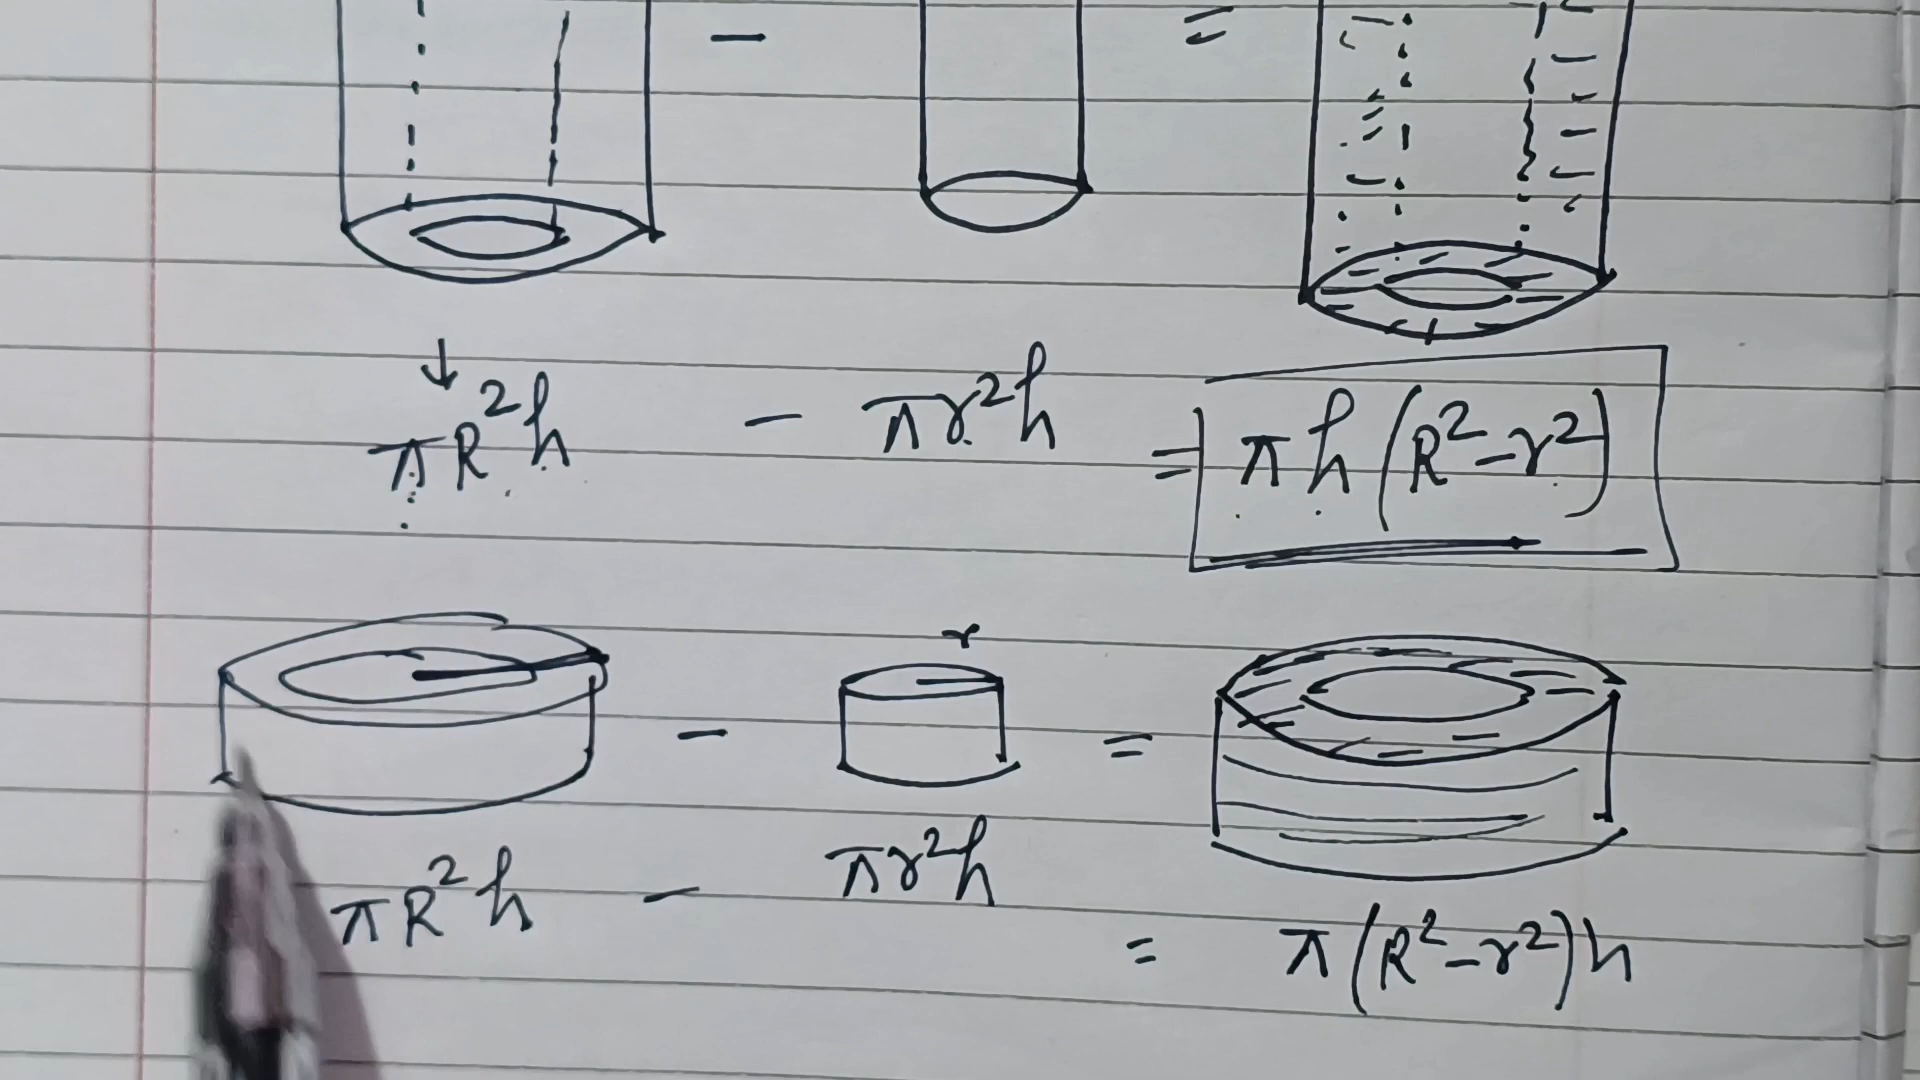 - =
πR²h - πr²h = πh(R²-r²)
r
- =
πR²h - πr²h
= π(R²-r²)h